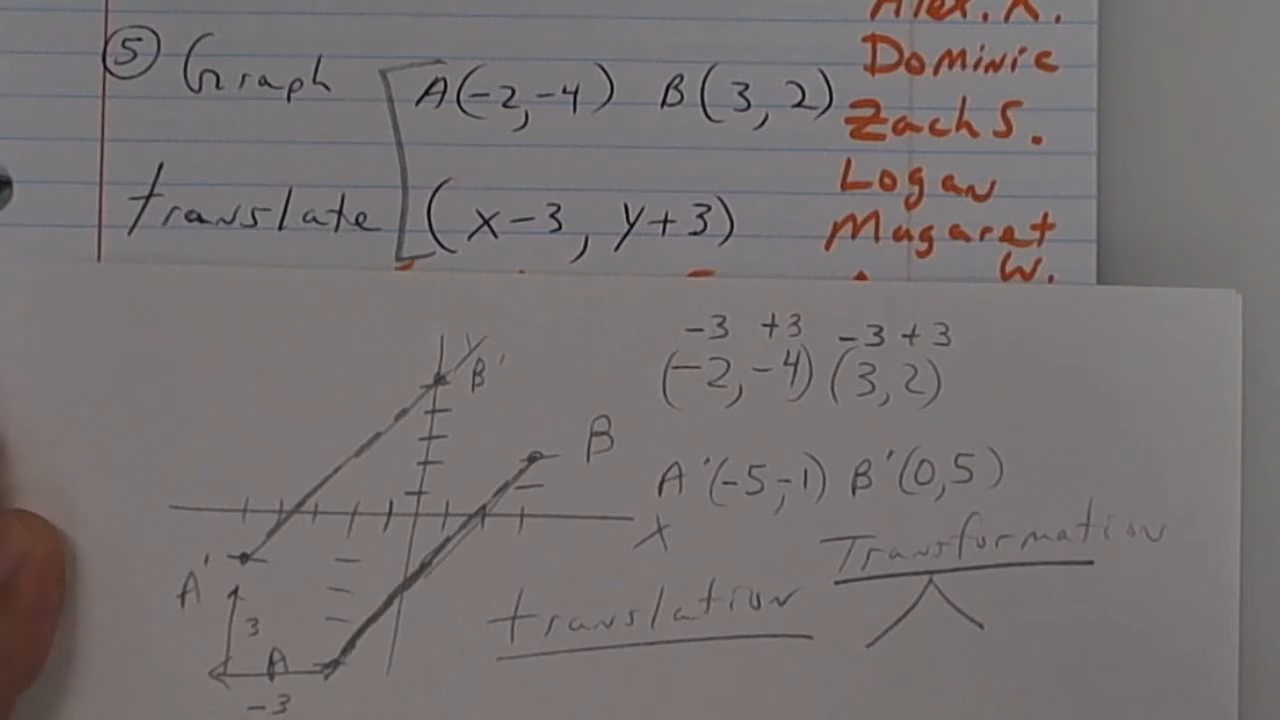 Alex. R.
⑤ Graph A(-2,-4) B(3,2)
Dominic
Zach S.
Logan
translate (x-3, y+3)
Magaret
W.
-3 +3 -3 +3
(-2,-4) (3,2)
y
B'
B
A'(-5,-1) B'(0,5)
x
Transformation
A'
translation
3
A
-3